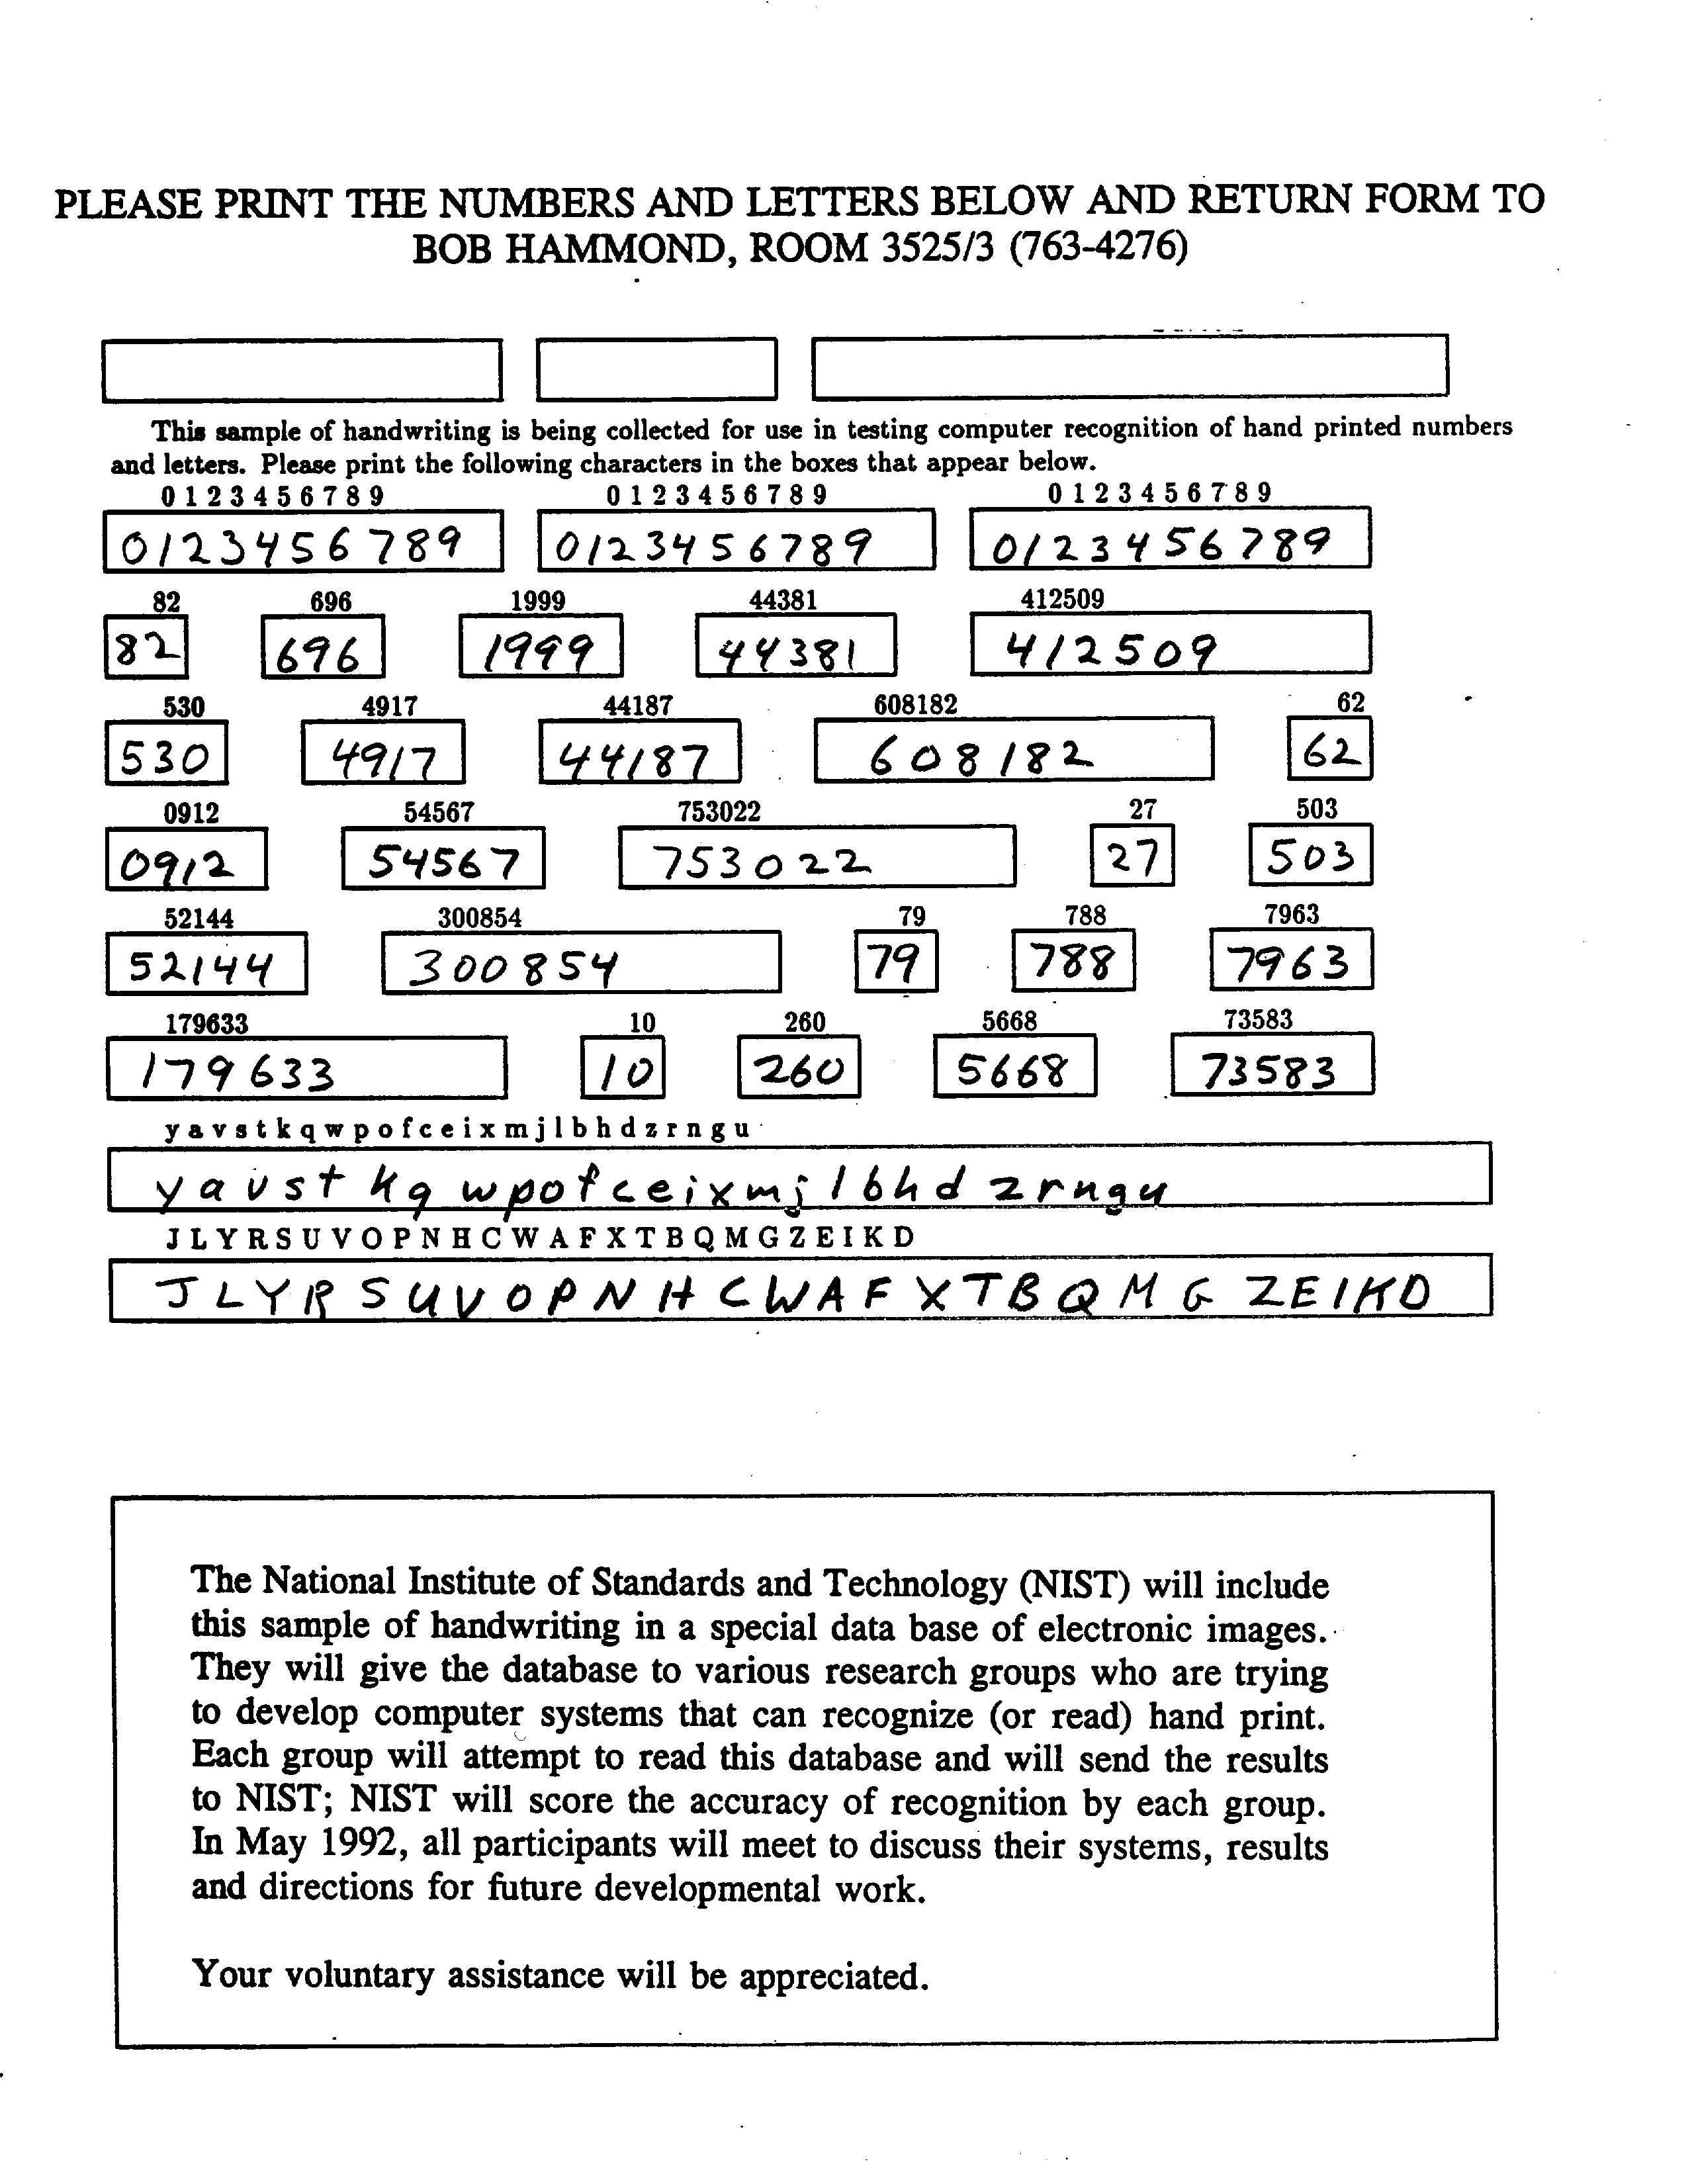 PLEASE PRINT THE NUMBERS AND LETTERS BELOW AND RETURN FORM TO
BOB HAMMOND, ROOM 3525/3 (763-4276)
This sample of handwriting is being collected for use in testing computer recognition of hand printed numbers
and letters. Please print the following characters in the boxes that appear below.
0 1 2 3 4 5 6 7 8 9 0 1 2 3 4 5 6 7 8 9 0 1 2 3 4 5 6 7 8 9
0123456789 0123456789 0123456789
82 696 1999 44381 412509
82 696 1999 44381 412509
530 4917 44187 608182 62
530 4917 44187 608182 62
0912 54567 753022 27 503
0912 54567 753022 27 503
52144 300854 79 788 7963
52144 300854 79 788 7963
179633 10 260 5668 73583
179633 10 260 5668 73583
y a v s t k q w p o f c e i x m j l b h d z r n g u
y a v s t k q w p o f c e i x m j l b h d z r n g u
J L Y R S U V O P N H C W A F X T B Q M G Z E I K D
J L Y R S U V O P N H C W A F X T B Q M G Z E I K D
The National Institute of Standards and Technology (NIST) will include
this sample of handwriting in a special data base of electronic images.
They will give the database to various research groups who are trying
to develop computer systems that can recognize (or read) hand print.
Each group will attempt to read this database and will send the results
to NIST; NIST will score the accuracy of recognition by each group.
In May 1992, all participants will meet to discuss their systems, results
and directions for future developmental work.
Your voluntary assistance will be appreciated.